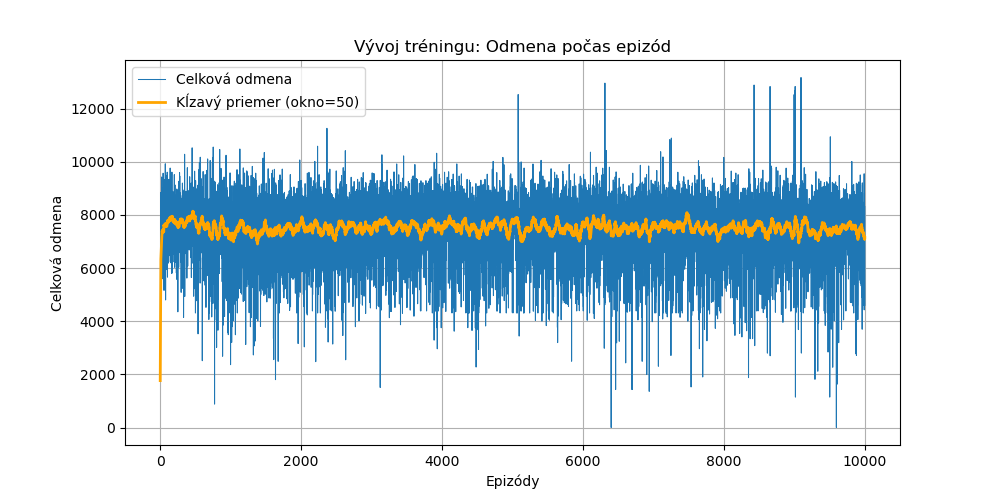 Vývoj tréningu: Odmena počas epizód
Celková odmena
Kĺzavý priemer (okno=50)
12000
10000
8000
6000
4000
2000
0
Celková odmena
0
2000
4000
6000
8000
10000
Epizódy